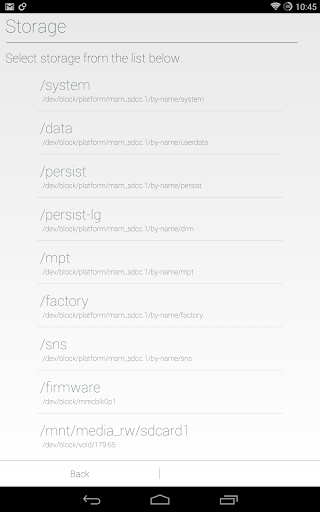 10:45
Storage
Select storage from the list below.
/system
/dev/block/platform/msm_sdcc.1/by-name/system
/data
/dev/block/platform/msm_sdcc.1/by-name/userdata
/persist
/dev/block/platform/msm_sdcc.1/by-name/persist
/persist-lg
/dev/block/platform/msm_sdcc.1/by-name/drm
/mpt
/dev/block/platform/msm_sdcc.1/by-name/mpt
/factory
/dev/block/platform/msm_sdcc.1/by-name/factory
/sns
/dev/block/platform/msm_sdcc.1/by-name/sns
/firmware
/dev/block/mmcblk0p1
/mnt/media_rw/sdcard1
/dev/block/vold/179:65
Back